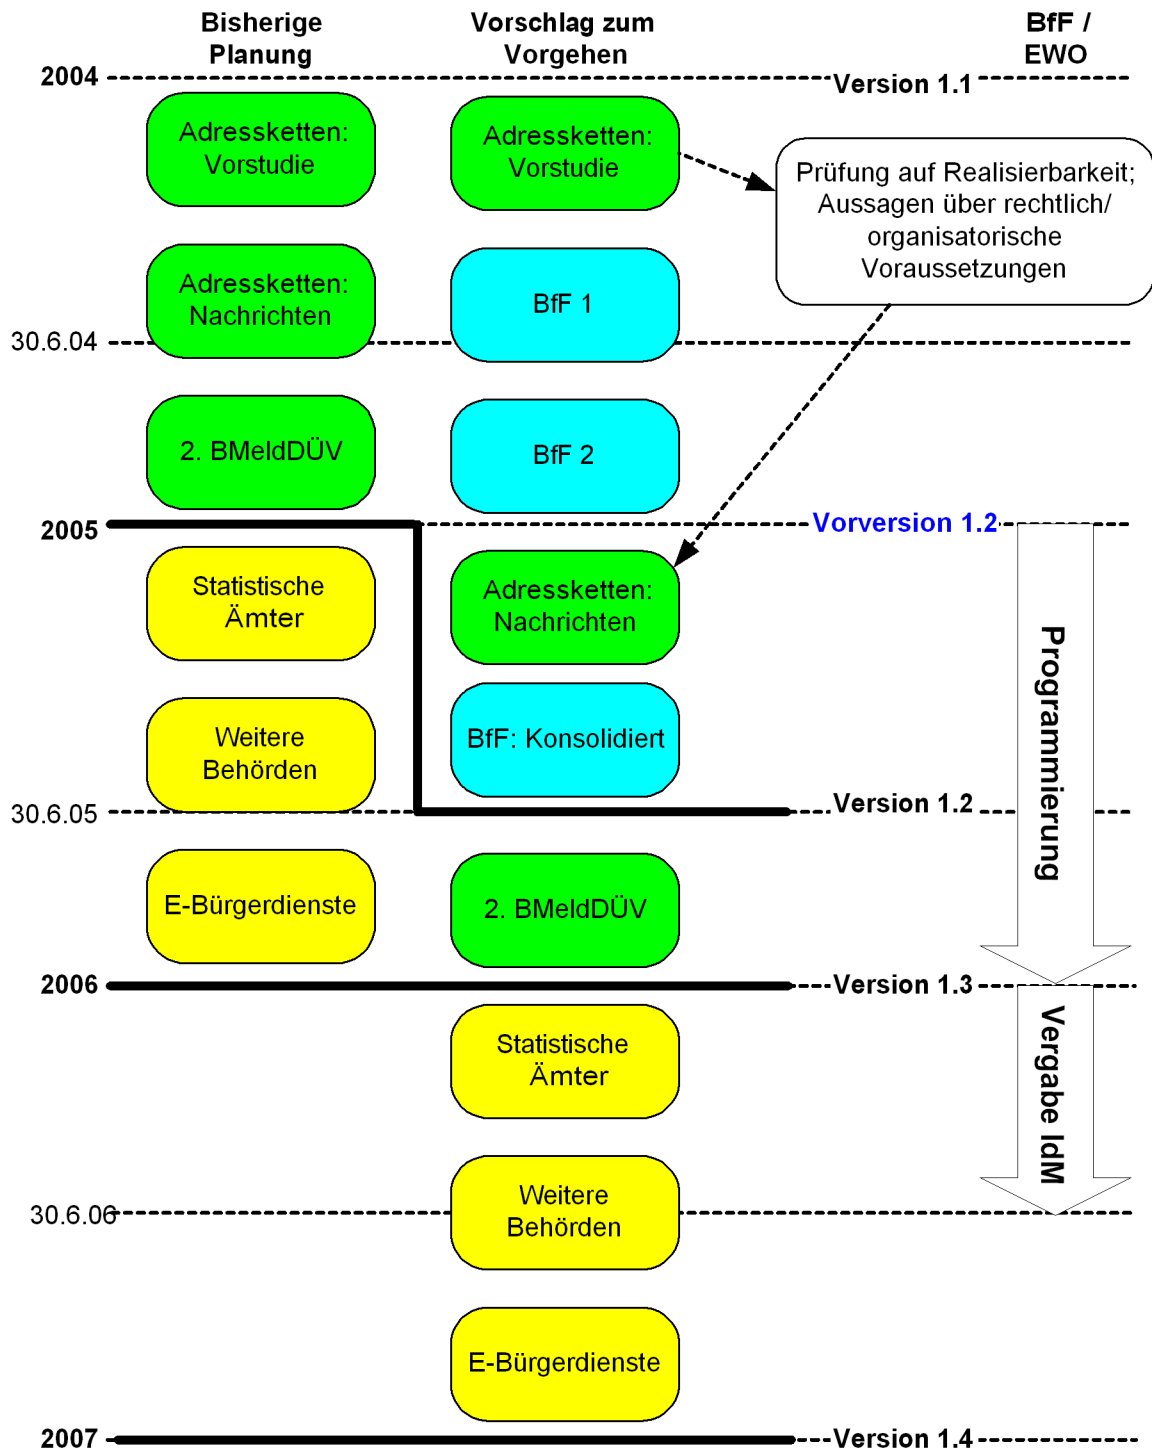 Bisherige
Planung
Vorschlag zum
Vorgehen
BfF /
EWO
2004
Version 1.1
Adressketten:
Vorstudie
Adressketten:
Vorstudie
Prüfung auf Realisierbarkeit;
Aussagen über rechtlich/
organisatorische
Voraussetzungen
Adressketten:
Nachrichten
BfF 1
30.6.04
2. BMeldDÜV
BfF 2
2005
Vorversion 1.2
Statistische
Ämter
Adressketten:
Nachrichten
Programmierung
Weitere
Behörden
BfF: Konsolidiert
30.6.05
Version 1.2
E-Bürgerdienste
2. BMeldDÜV
2006
Version 1.3
Statistische
Ämter
Vergabe IdM
Weitere
Behörden
30.6.06
E-Bürgerdienste
2007
Version 1.4